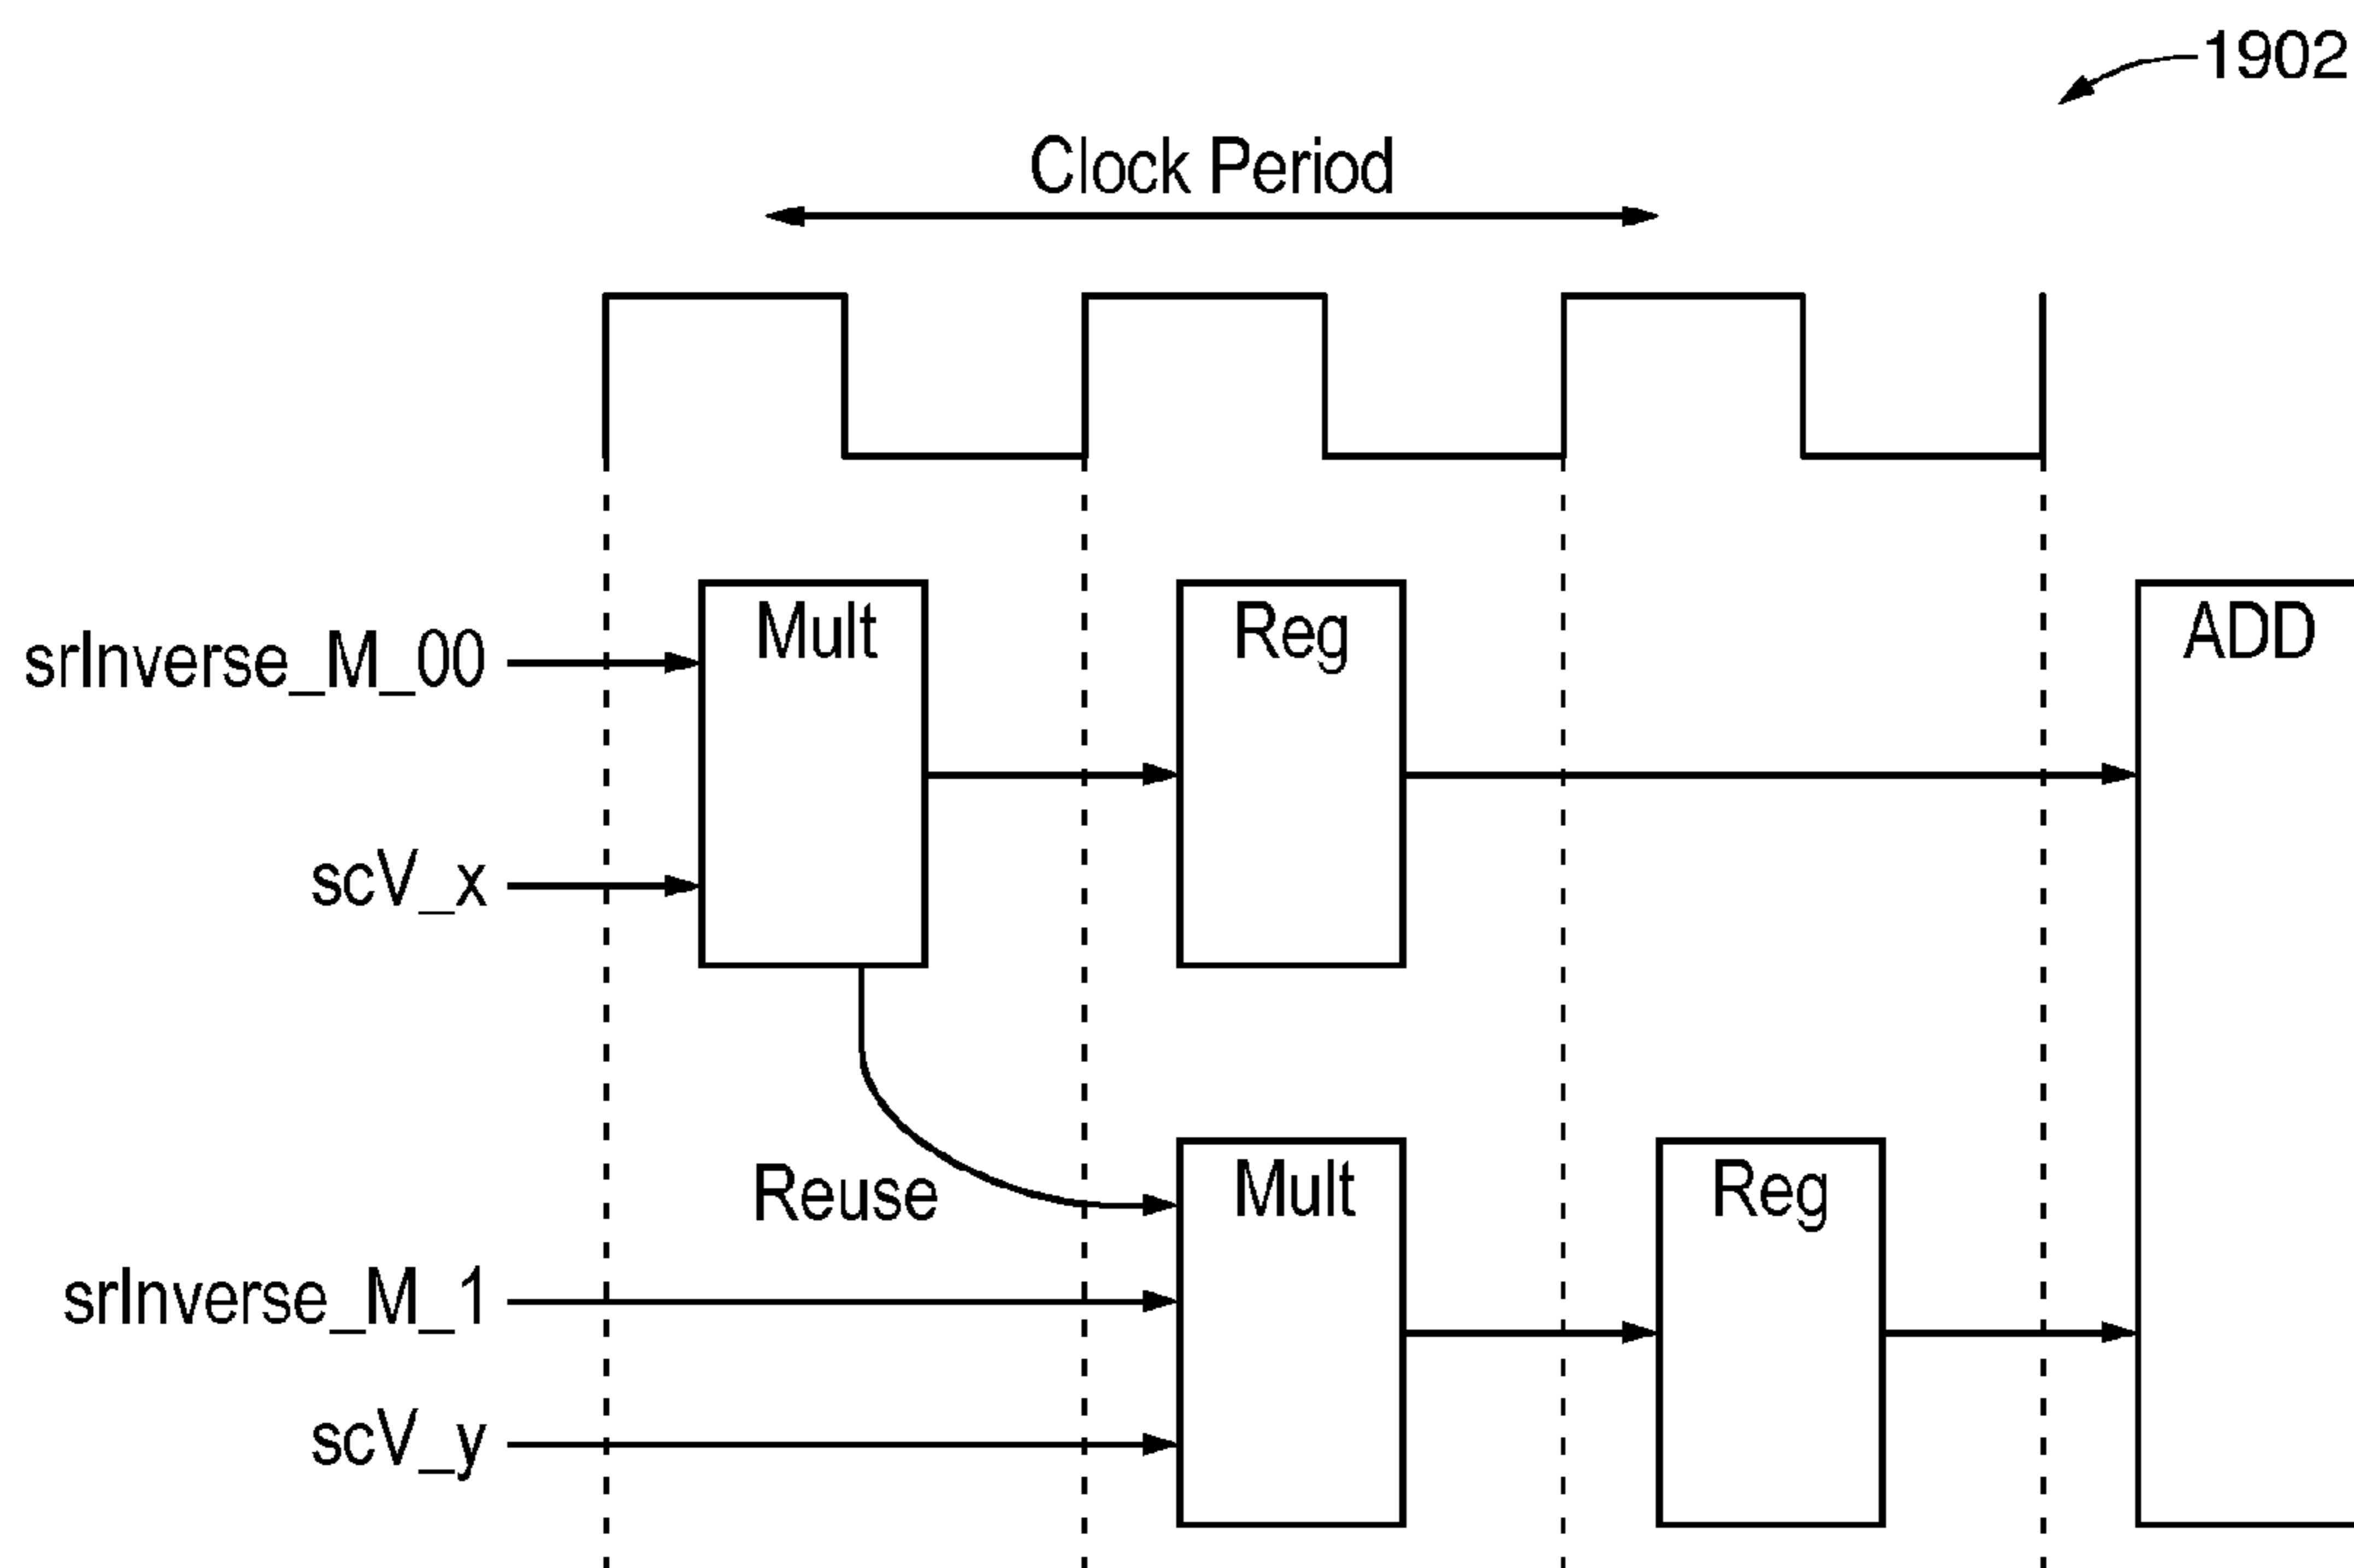 1902
Clock Period
Mult
Reg
ADD
srInverse_M_00
scV_x
Reuse
Mult
Reg
srInverse_M_1
scV_y